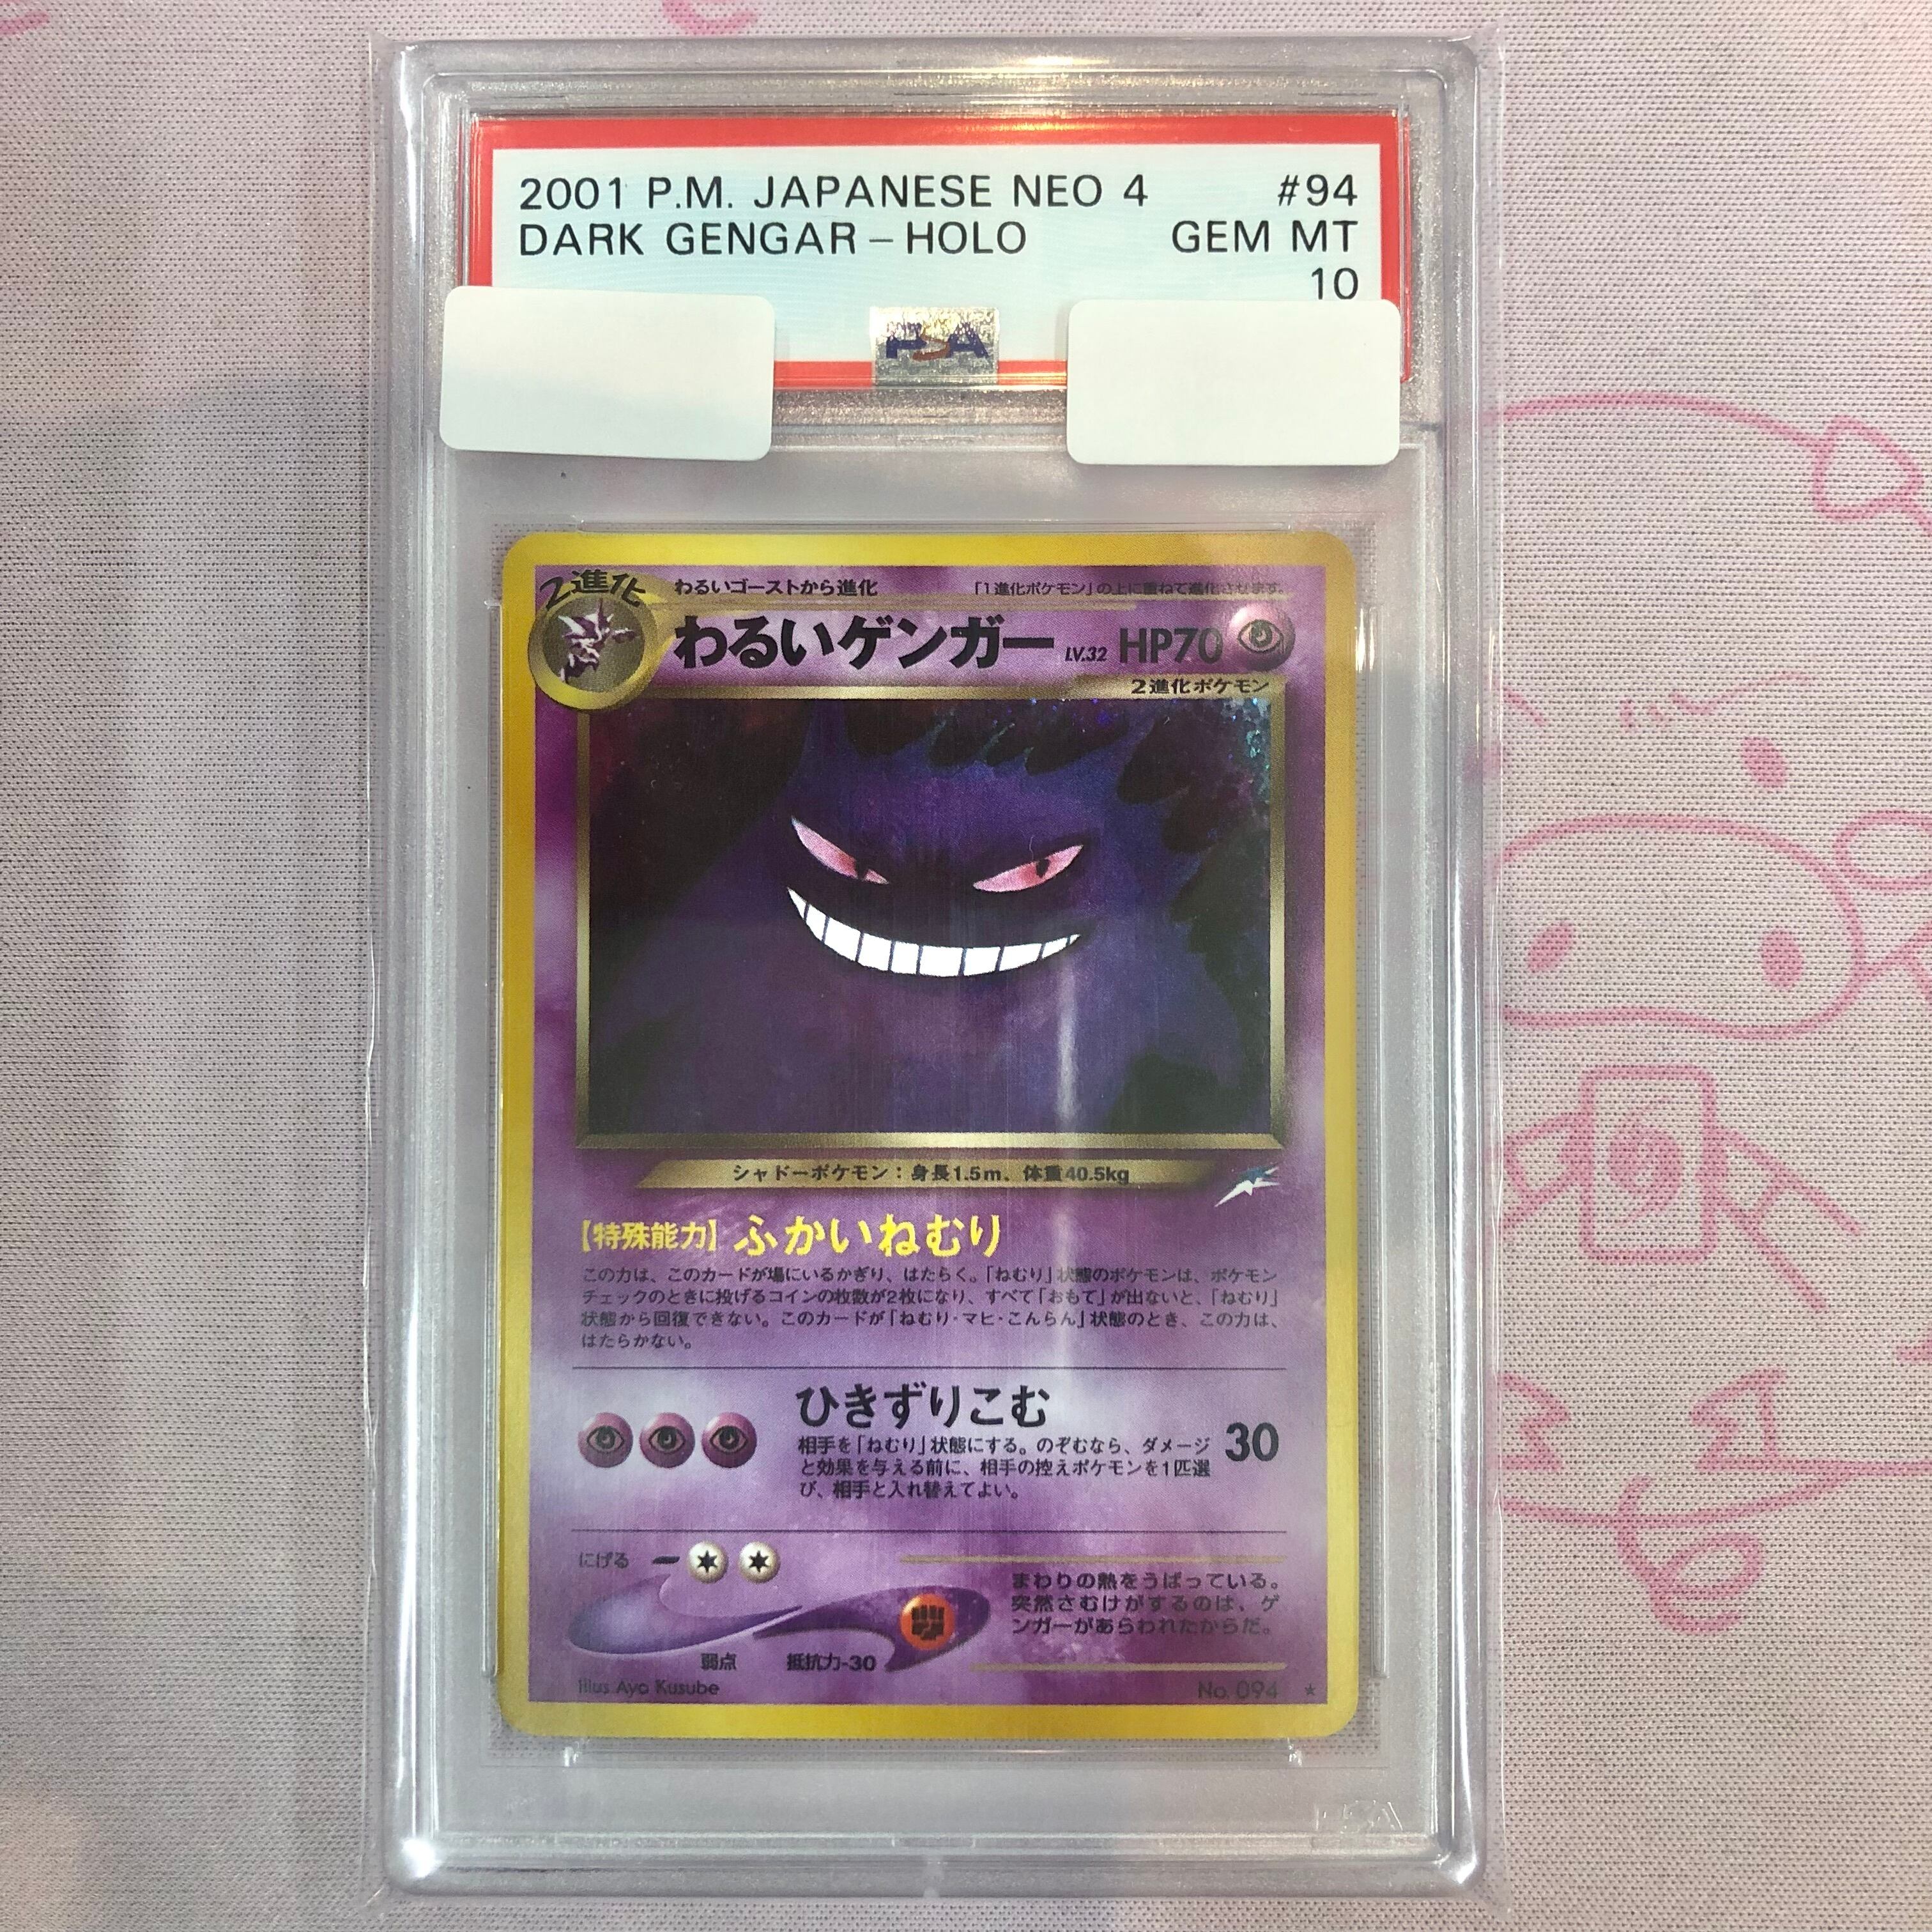 2001 P.M. JAPANESE NEO 4 #94
DARK GENGAR - HOLO GEM MT
10
PSA
2進化
わるいゴーストから進化 「1進化ポケモン」の上に重ねて進化させます。
わるいゲンガー LV.32 HP70
2進化ポケモン
シャドーポケモン:身長1.5m、体重40.5kg
【特殊能力】ふかいねむり
この力は、このカードが場にいるかぎり、はたらく。「ねむり」状態のポケモンは、ポケモン
チェックのときに投げるコインの枚数が2枚になり、すべて「おもて」が出ないと、「ねむり」
状態から回復できない。このカードが「ねむり・マヒ・こんらん」状態のとき、この力は、
はたらかない。
ひきずりこむ
30
相手を「ねむり」状態にする。のぞむなら、ダメージ
と効果を与える前に、相手の控えポケモンを1匹選
び、相手と入れ替えてよい。
にげる
まわりの熱をうばっている。
突然さむけがするのは、ゲ
ンガーがあらわれたからだ。
弱点 抵抗力-30
Illus. Aya Kusube No. 094 ★
PSA